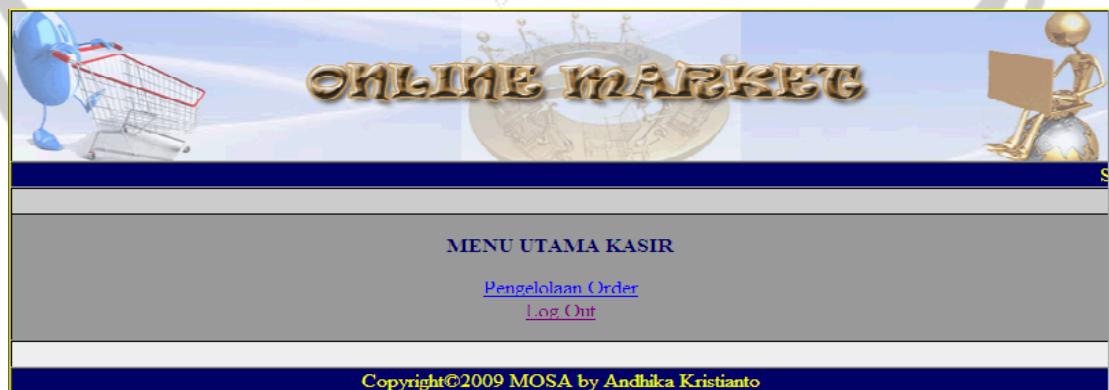 ONLINE MARKET
S
MENU UTAMA KASIR
Pengelolaan Order
Log Out
Copyright©2009 MOSA by Andhika Kristianto